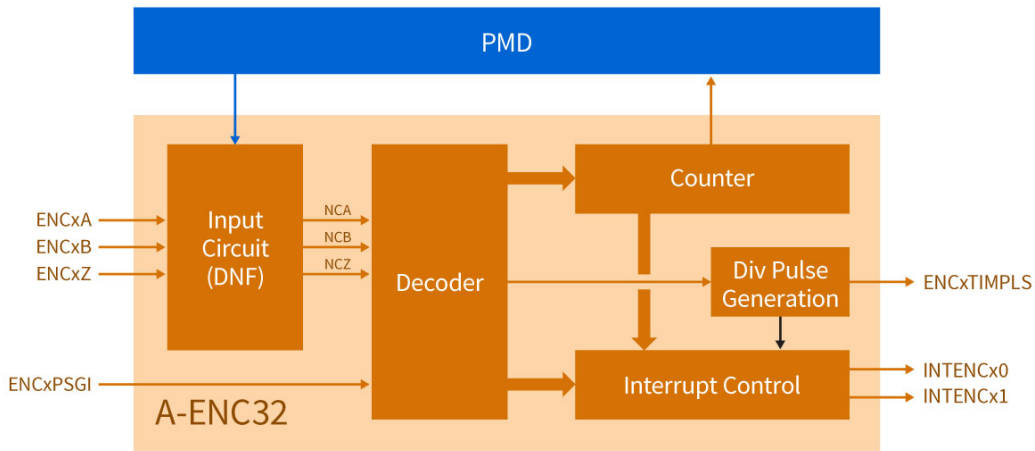 PMD
ENCxA
ENCxB
ENCxZ
Input
Circuit
(DNF)
NCA
NCB
NCZ
Decoder
Counter
Div Pulse
Generation
ENCxTIMPLS
ENCxPSGI
Interrupt Control
INTENCx0
INTENCx1
A-ENC32